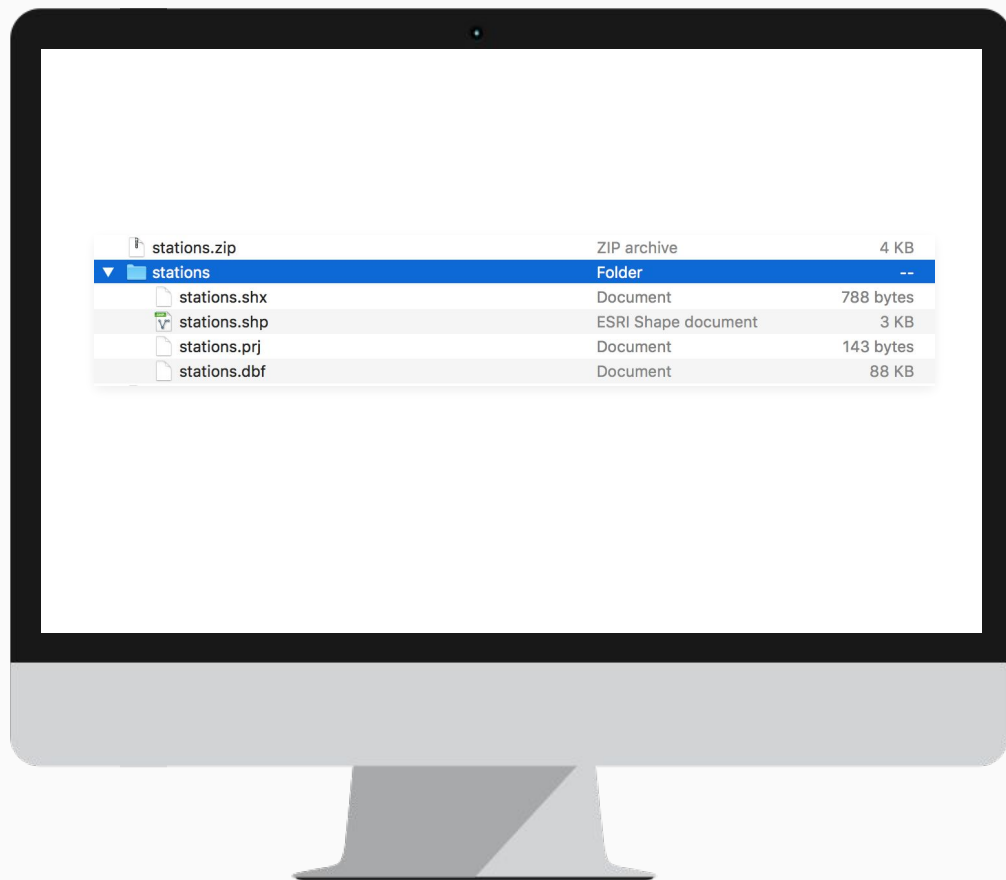 stations.zip ZIP archive 4 KB
stations Folder --
stations.shx Document 788 bytes
stations.shp ESRI Shape document 3 KB
stations.prj Document 143 bytes
stations.dbf Document 88 KB